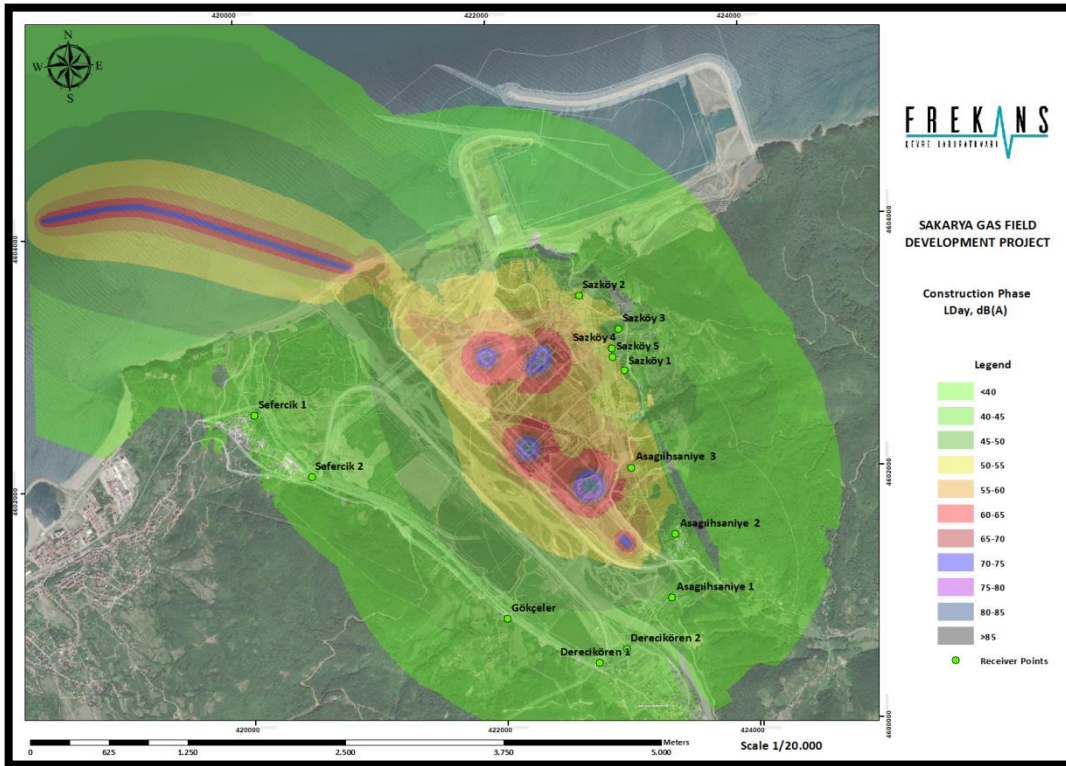 420000
422000
424000
N
W
E
S
4604000
4604000
4602000
4602000
4600000
FREKANS
ÇEVRE LABORATUVARI
SAKARYA GAS FIELD
DEVELOPMENT PROJECT
Construction Phase
LDay, dB(A)
Legend
<40
40-45
45-50
50-55
55-60
60-65
65-70
70-75
75-80
80-85
>85
Receiver Points
Sazköy 2
Sazköy 3
Sazköy 4
Sazköy 5
Sazköy 1
Sefercik 1
Sefercik 2
Asagiihsaniye 3
Asagiihsaniye 2
Asagiihsaniye 1
Gökçeler
Derecikören 2
Derecikören 1
420000
422000
424000
0
625
1.250
2.500
3.750
5.000
Meters
Scale 1/20.000